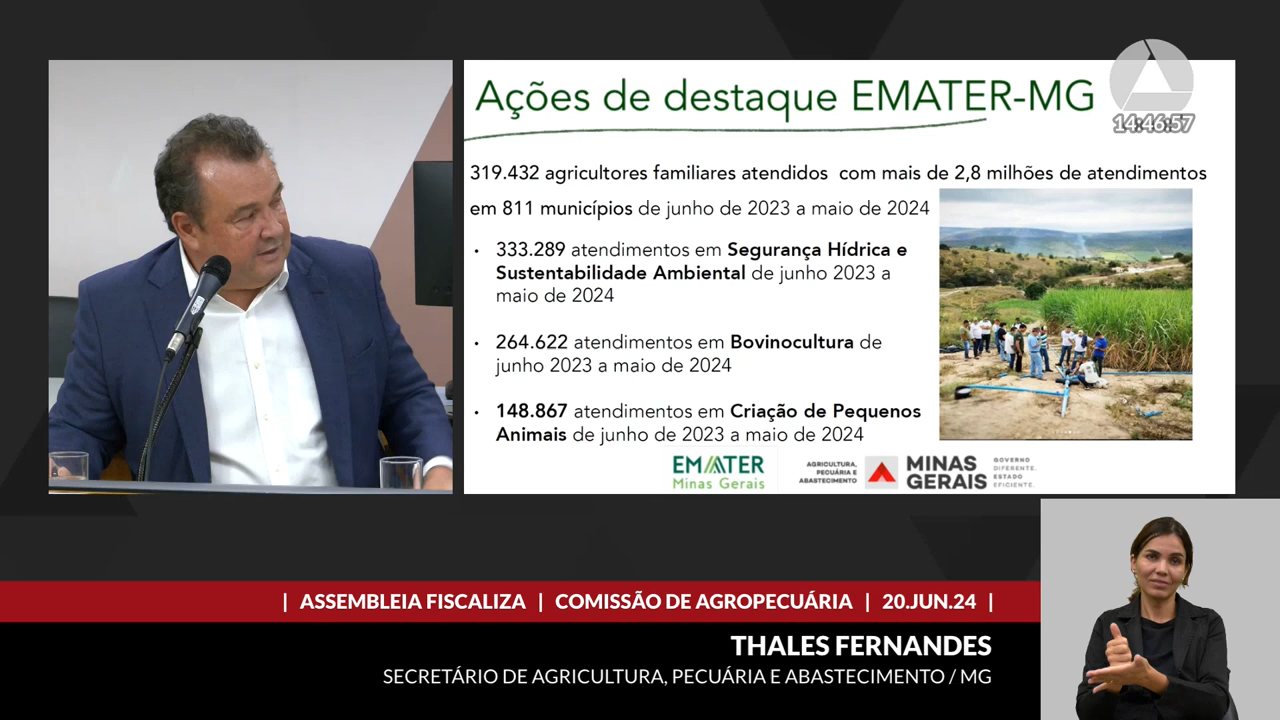 Ações de destaque EMATER-MG
14:46:57
319.432 agricultores familiares atendidos com mais de 2,8 milhões de atendimentos
em 811 municípios de junho de 2023 a maio de 2024
• 333.289 atendimentos em Segurança Hídrica e
Sustentabilidade Ambiental de junho 2023 a
maio de 2024
• 264.622 atendimentos em Bovinocultura de
junho 2023 a maio de 2024
• 148.867 atendimentos em Criação de Pequenos
Animais de junho de 2023 a maio de 2024
EMATER
Minas Gerais
AGRICULTURA,
PECUÁRIA E
ABASTECIMENTO
MINAS
GERAIS
GOVERNO
DIFERENTE.
ESTADO
EFICIENTE.
| ASSEMBLEIA FISCALIZA | COMISSÃO DE AGROPECUÁRIA | 20.JUN.24 |
THALES FERNANDES
SECRETÁRIO DE AGRICULTURA, PECUÁRIA E ABASTECIMENTO / MG